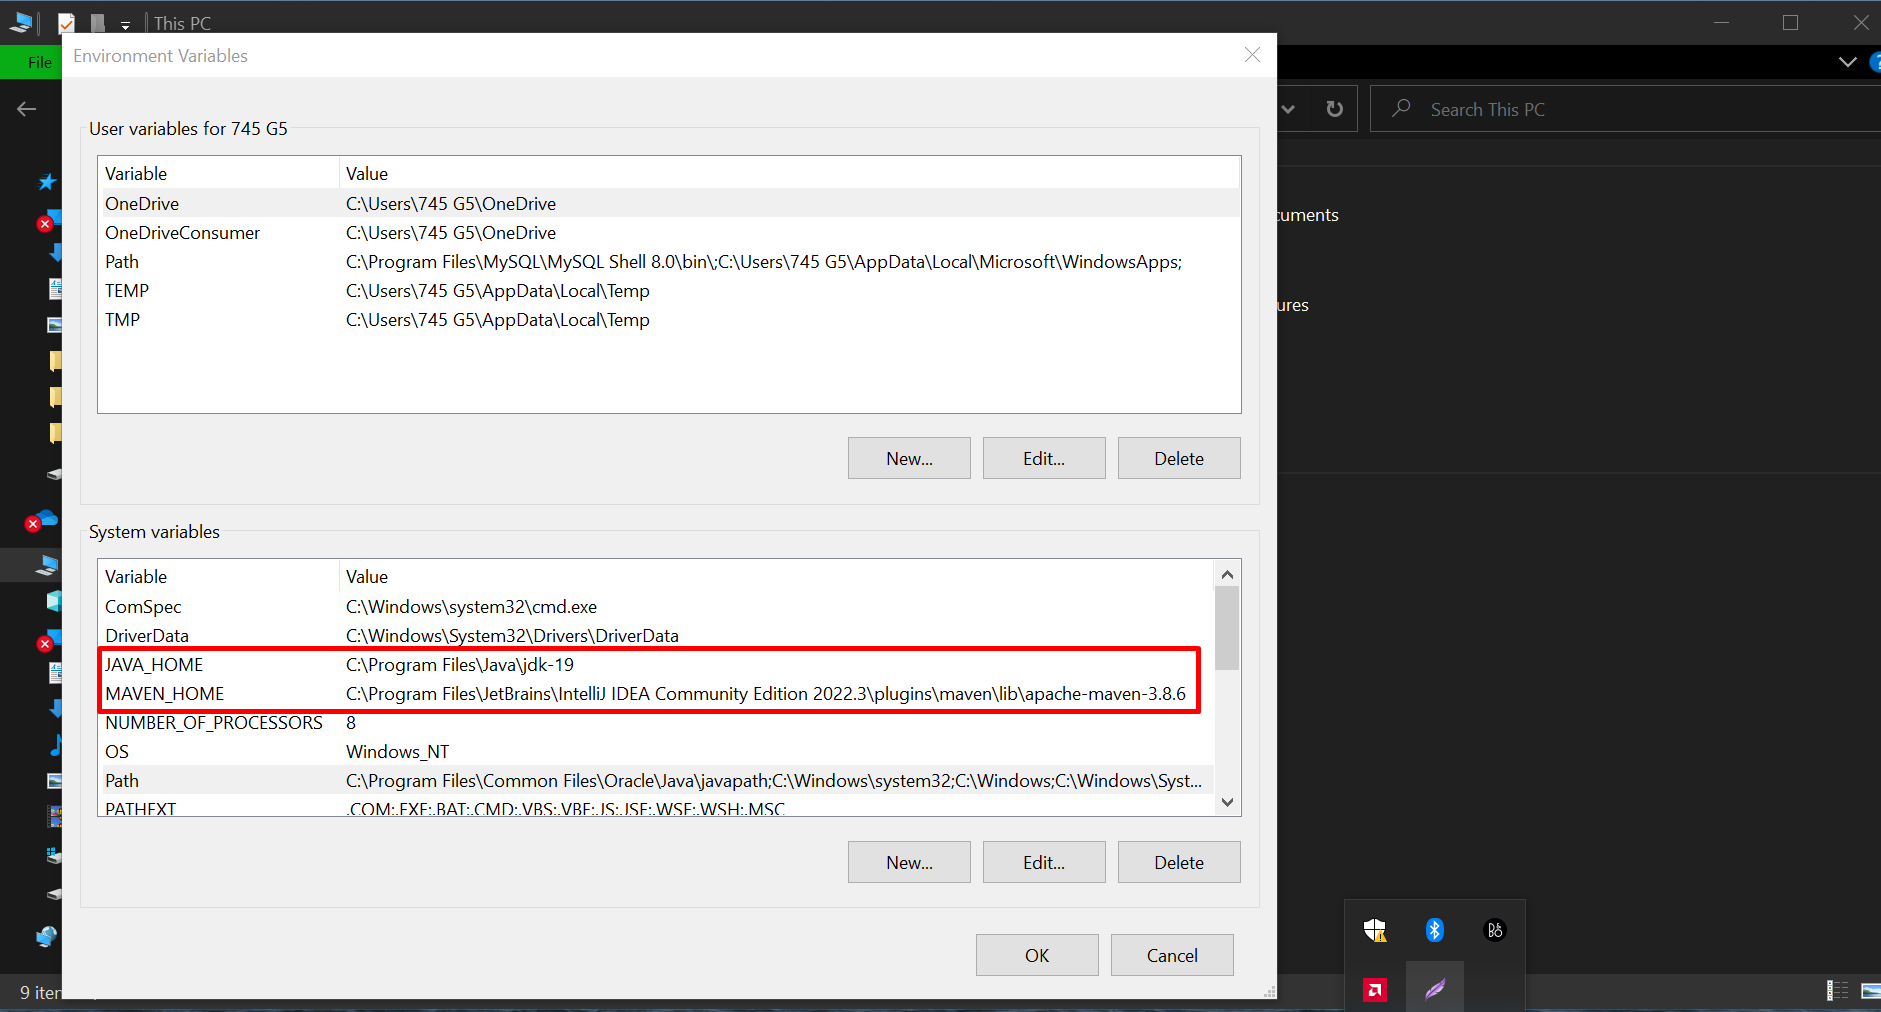 This PC
File
Environment Variables
Search This PC
User variables for 745 G5
Variable Value
OneDrive C:\Users\745 G5\OneDrive
OneDriveConsumer C:\Users\745 G5\OneDrive
Path C:\Program Files\MySQL\MySQL Shell 8.0\bin\;C:\Users\745 G5\AppData\Local\Microsoft\WindowsApps;
TEMP C:\Users\745 G5\AppData\Local\Temp
TMP C:\Users\745 G5\AppData\Local\Temp
cuments
ures
New... Edit... Delete
System variables
Variable Value
ComSpec C:\Windows\system32\cmd.exe
DriverData C:\Windows\System32\Drivers\DriverData
JAVA_HOME C:\Program Files\Java\jdk-19
MAVEN_HOME C:\Program Files\JetBrains\IntelliJ IDEA Community Edition 2022.3\plugins\maven\lib\apache-maven-3.8.6
NUMBER_OF_PROCESSORS 8
OS Windows_NT
Path C:\Program Files\Common Files\Oracle\Java\javapath;C:\Windows\system32;C:\Windows;C:\Windows\Syst...
PATHEXT .COM;.EXE;.BAT;.CMD;.VBS;.VBE;.JS;.JSE;.WSF;.WSH;.MSC
New... Edit... Delete
OK Cancel
9 iten